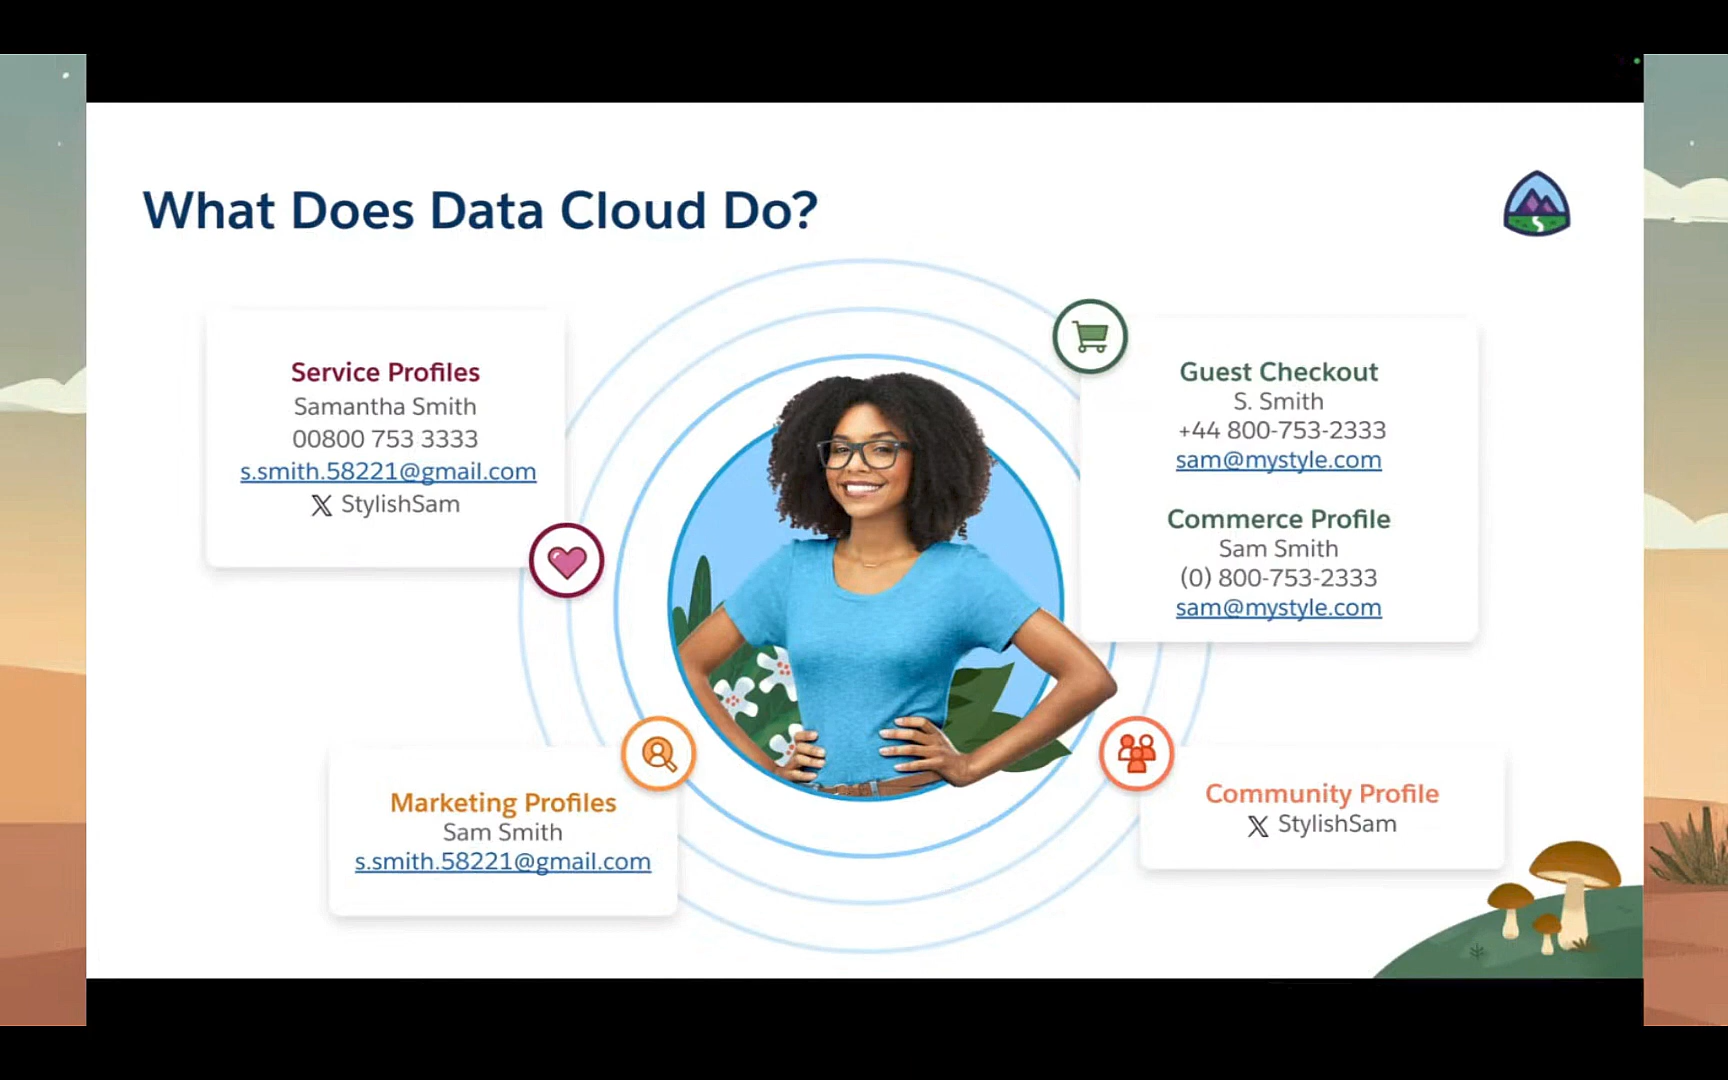 What Does Data Cloud Do?
Service Profiles
Samantha Smith
00800 753 3333
s.smith.58221@gmail.com
X StylishSam
Guest Checkout
S. Smith
+44 800-753-2333
sam@mystyle.com
Commerce Profile
Sam Smith
(0) 800-753-2333
sam@mystyle.com
Marketing Profiles
Sam Smith
s.smith.58221@gmail.com
Community Profile
X StylishSam